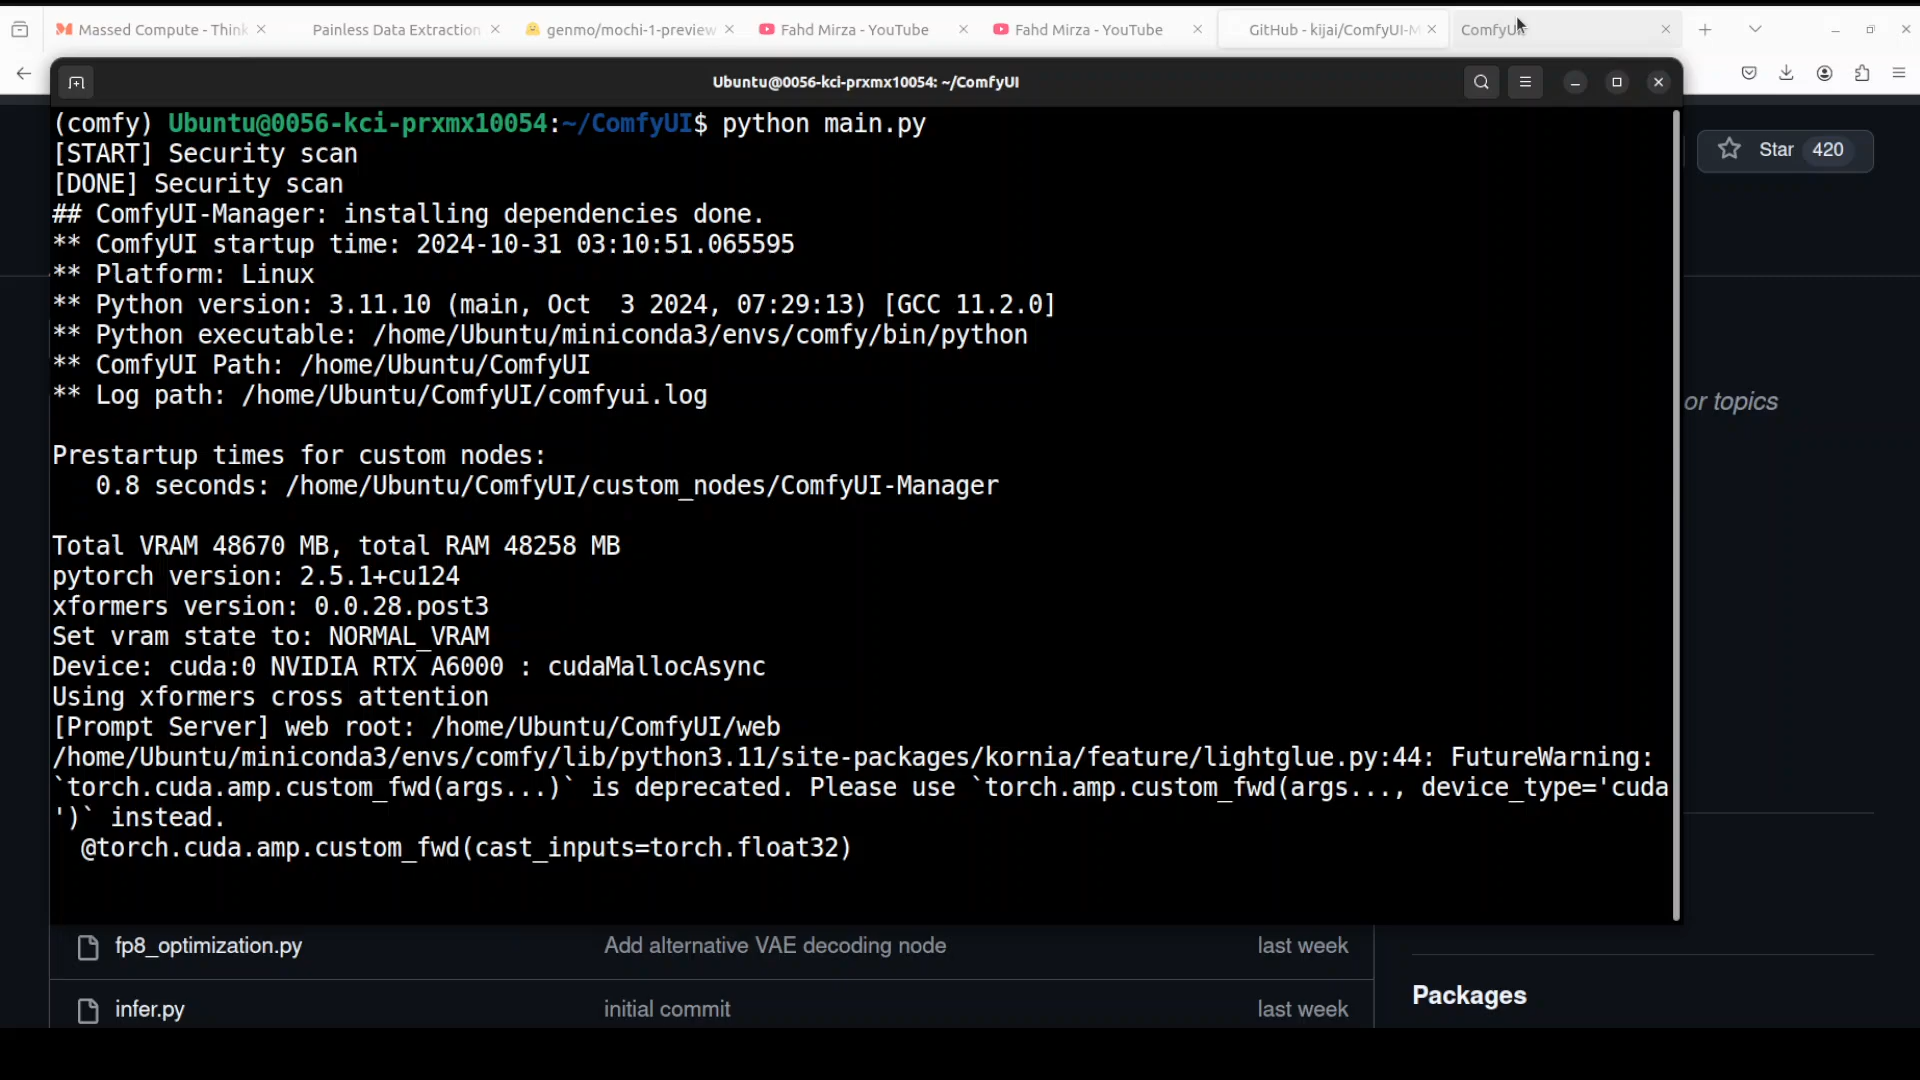 Massed Compute - Think
Painless Data Extraction
genmo/mochi-1-preview
Fahd Mirza - YouTube
Fahd Mirza - YouTube
GitHub - kijai/ComfyUI-M
ComfyUI
Ubuntu@0056-kci-prxmx10054: ~/ComfyUI
(comfy) Ubuntu@0056-kci-prxmx10054:~/ComfyUI$ python main.py
[START] Security scan
[DONE] Security scan
## ComfyUI-Manager: installing dependencies done.
** ComfyUI startup time: 2024-10-31 03:10:51.065595
** Platform: Linux
** Python version: 3.11.10 (main, Oct  3 2024, 07:29:13) [GCC 11.2.0]
** Python executable: /home/Ubuntu/miniconda3/envs/comfy/bin/python
** ComfyUI Path: /home/Ubuntu/ComfyUI
** Log path: /home/Ubuntu/ComfyUI/comfyui.log
Prestartup times for custom nodes:
   0.8 seconds: /home/Ubuntu/ComfyUI/custom_nodes/ComfyUI-Manager
Total VRAM 48670 MB, total RAM 48258 MB
pytorch version: 2.5.1+cu124
xformers version: 0.0.28.post3
Set vram state to: NORMAL_VRAM
Device: cuda:0 NVIDIA RTX A6000 : cudaMallocAsync
Using xformers cross attention
[Prompt Server] web root: /home/Ubuntu/ComfyUI/web
/home/Ubuntu/miniconda3/envs/comfy/lib/python3.11/site-packages/kornia/feature/lightglue.py:44: FutureWarning:
`torch.cuda.amp.custom_fwd(args...)` is deprecated. Please use `torch.amp.custom_fwd(args..., device_type='cuda
')` instead.
  @torch.cuda.amp.custom_fwd(cast_inputs=torch.float32)
Star 420
or topics
fp8_optimization.py Add alternative VAE decoding node last week
infer.py initial commit last week
Packages